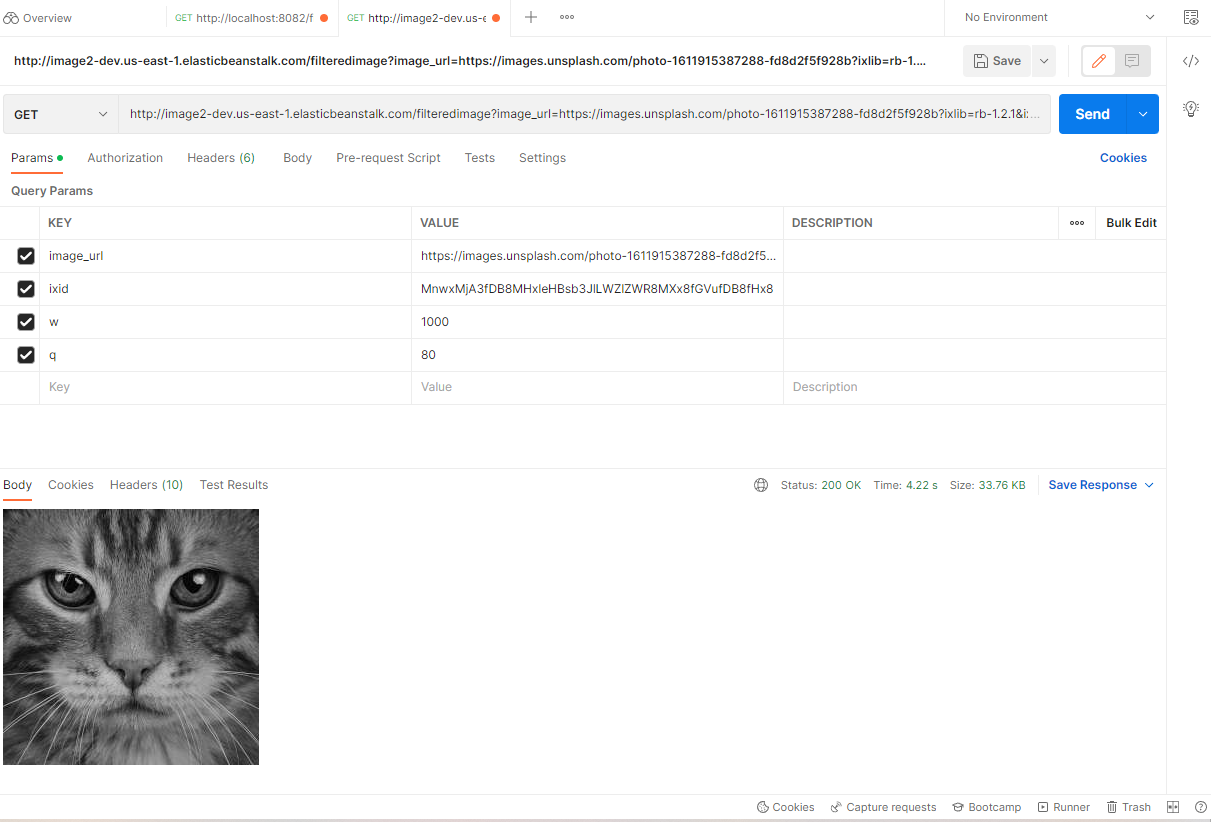 Overview
GET http://localhost:8082/f
GET http://image2-dev.us-e
No Environment
http://image2-dev.us-east-1.elasticbeanstalk.com/filteredimage?image_url=https://images.unsplash.com/photo-1611915387288-fd8d2f5f928b?ixlib=rb-1....
Save
GET
http://image2-dev.us-east-1.elasticbeanstalk.com/filteredimage?image_url=https://images.unsplash.com/photo-1611915387288-fd8d2f5f928b?ixlib=rb-1.2.1&i:...
Send
Params Authorization Headers (6) Body Pre-request Script Tests Settings Cookies
Query Params
KEY VALUE DESCRIPTION Bulk Edit
image_url https://images.unsplash.com/photo-1611915387288-fd8d2f5...
ixid MnwxMjA3fDB8MHxleHBsb3JlLWZlZWR8MXx8fGVufDB8fHx8
w 1000
q 80
Key Value Description
Body Cookies Headers (10) Test Results Status: 200 OK Time: 4.22 s Size: 33.76 KB Save Response
Cookies Capture requests Bootcamp Runner Trash